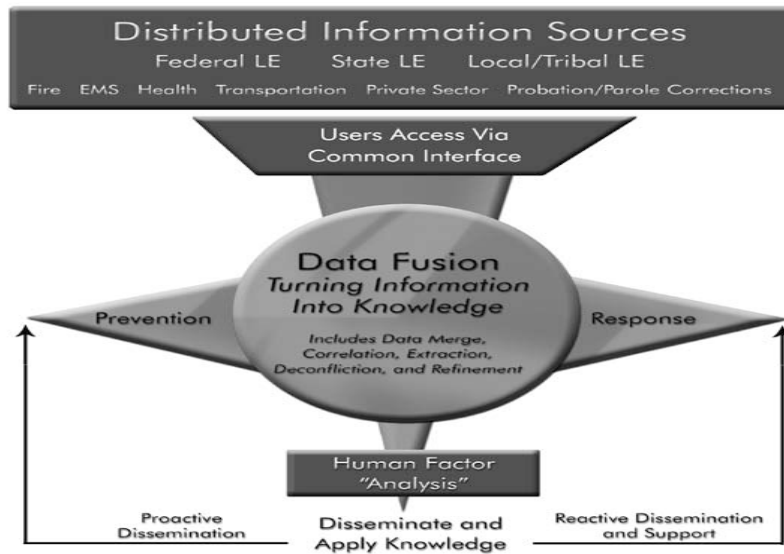 Distributed Information Sources
Federal LE State LE Local/Tribal LE
Fire EMS Health Transportation Private Sector Probation/Parole Corrections
Users Access Via
Common Interface
Data Fusion
Turning Information
Into Knowledge
Includes Data Merge,
Correlation, Extraction,
Deconfliction, and Refinement
Prevention
Response
Human Factor
“Analysis”
Proactive
Dissemination
Disseminate and
Apply Knowledge
Reactive Dissemination
and Support